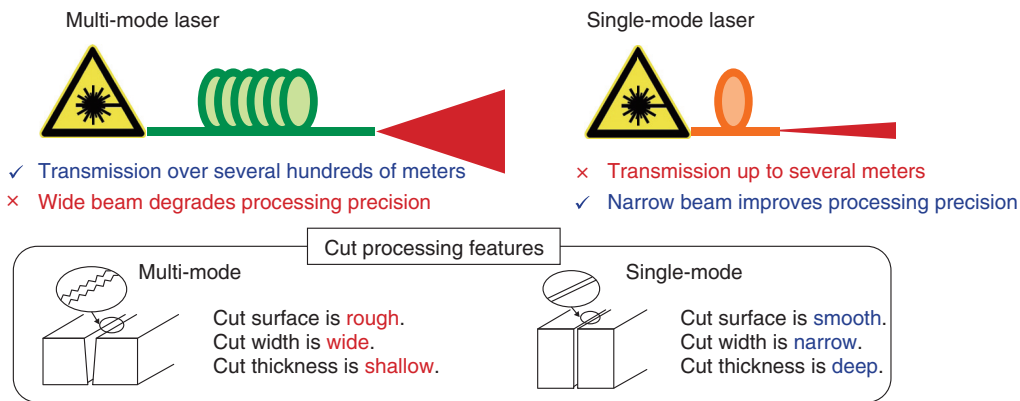 Multi-mode laser
Single-mode laser
✓ Transmission over several hundreds of meters
× Wide beam degrades processing precision
× Transmission up to several meters
✓ Narrow beam improves processing precision
Cut processing features
Multi-mode
Cut surface is rough.
Cut width is wide.
Cut thickness is shallow.
Single-mode
Cut surface is smooth.
Cut width is narrow.
Cut thickness is deep.